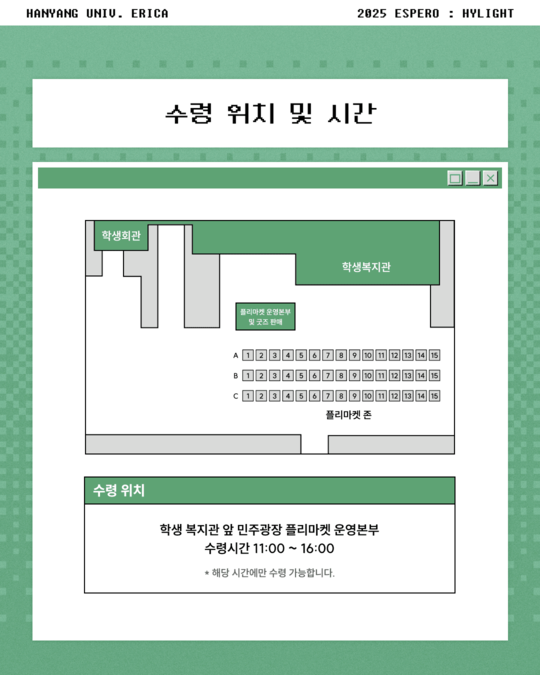 HANYANG UNIV. ERICA
2025 ESPERO : HYLIGHT
수령 위치 및 시간
학생회관
학생복지관
플리마켓 운영본부
및 굿즈 판매
A 1 2 3 4 5 6 7 8 9 10 11 12 13 14 15
B 1 2 3 4 5 6 7 8 9 10 11 12 13 14 15
C 1 2 3 4 5 6 7 8 9 10 11 12 13 14 15
플리마켓 존
수령 위치
학생 복지관 앞 민주광장 플리마켓 운영본부
수령시간 11:00 ~ 16:00
* 해당 시간에만 수령 가능합니다.